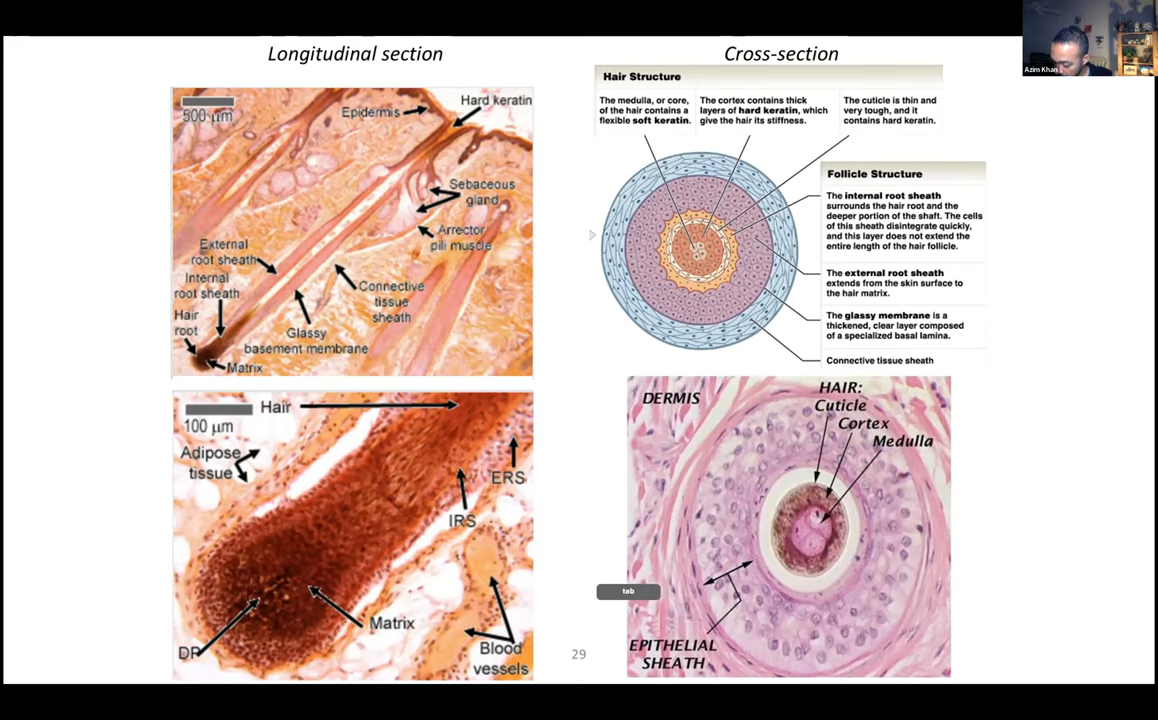 Longitudinal section
Cross-section
Azim Khan
500 μm
Epidermis
Hard keratin
Sebaceous
gland
Arrector
pili muscle
External
root sheath
Internal
root sheath
Hair
root
Matrix
Glassy
basement membrane
Connective
tissue
sheath
Hair Structure
The medulla, or core,
of the hair contains a
flexible soft keratin.
The cortex contains thick
layers of hard keratin, which
give the hair its stiffness.
The cuticle is thin and
very tough, and it
contains hard keratin.
Follicle Structure
The internal root sheath
surrounds the hair root and the
deeper portion of the shaft. The cells
of this sheath disintegrate quickly,
and this layer does not extend the
entire length of the hair follicle.
The external root sheath
extends from the skin surface to
the hair matrix.
The glassy membrane is a
thickened, clear layer composed
of a specialized basal lamina.
Connective tissue sheath
100 μm
Hair
Adipose
tissue
ERS
IRS
Matrix
DP
Blood
vessels
DERMIS
HAIR:
Cuticle
Cortex
Medulla
EPITHELIAL
SHEATH
tab
29